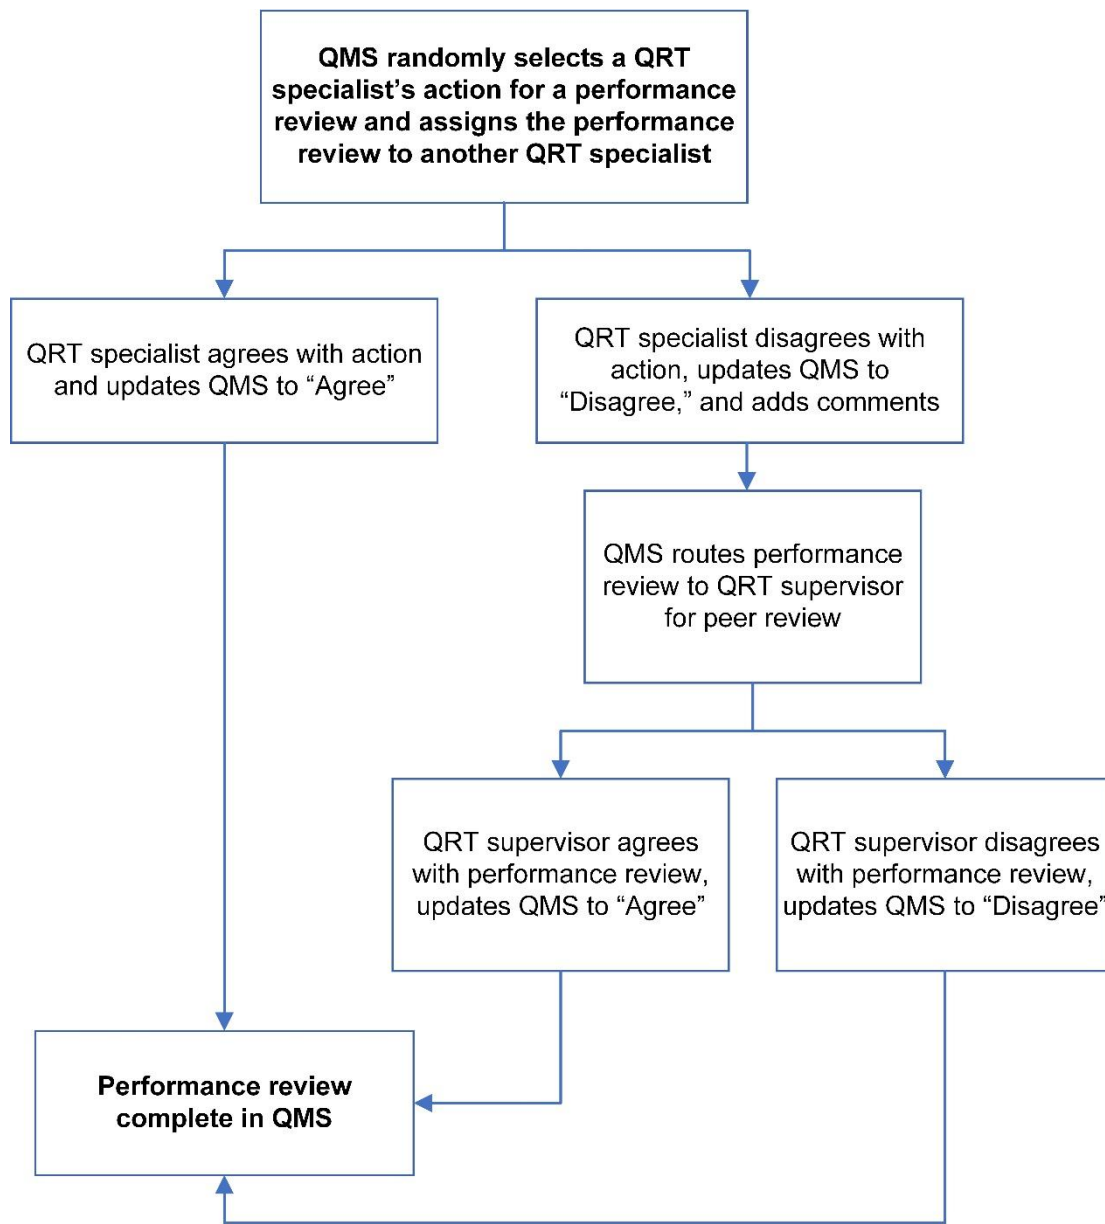 QMS randomly selects a QRT
specialist’s action for a performance
review and assigns the performance
review to another QRT specialist
QRT specialist agrees with action
and updates QMS to “Agree”
QRT specialist disagrees with
action, updates QMS to
“Disagree,” and adds comments
QMS routes performance
review to QRT supervisor
for peer review
QRT supervisor agrees
with performance review,
updates QMS to “Agree”
QRT supervisor disagrees
with performance review,
updates QMS to “Disagree”
Performance review
complete in QMS